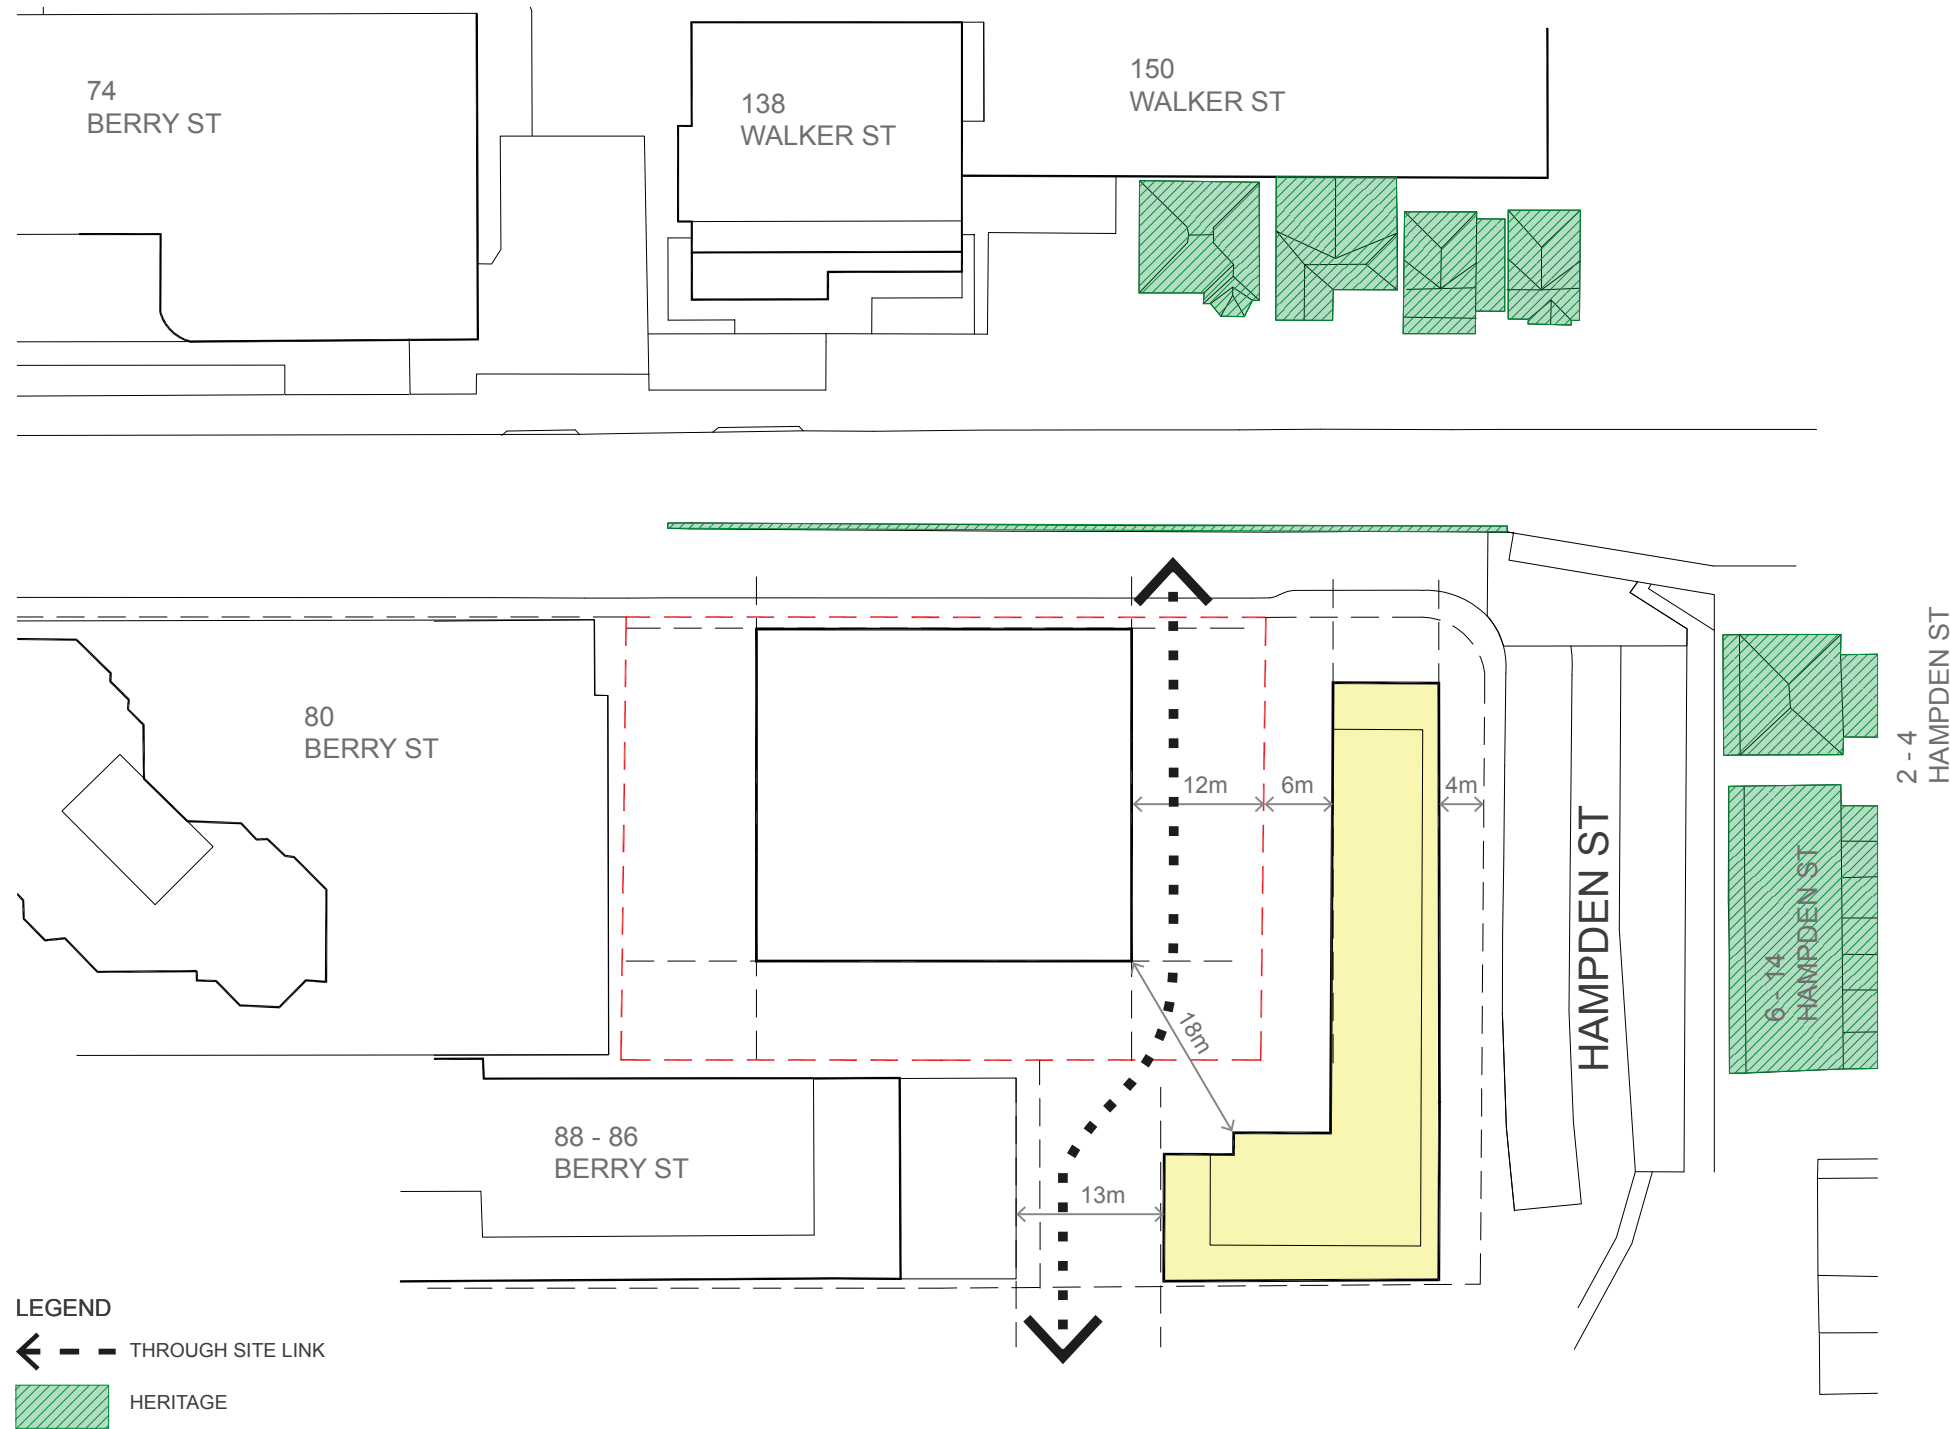 74
BERRY ST
138
WALKER ST
150
WALKER ST
80
BERRY ST
12m
6m
4m
18m
13m
88 - 86
BERRY ST
HAMPDEN ST
2 - 4
HAMPDEN ST
6 - 14
HAMPDEN ST
LEGEND
THROUGH SITE LINK
HERITAGE